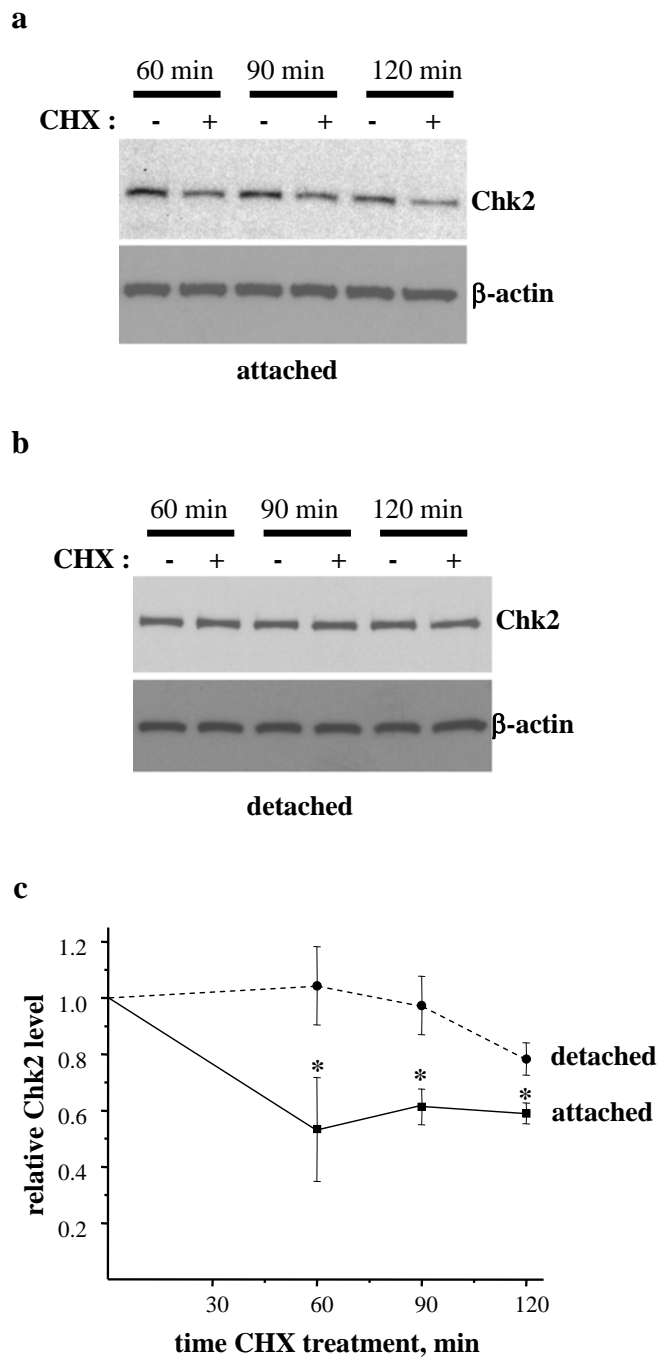 a
60 min 90 min 120 min
CHX : - + - + - +
Chk2
β-actin
attached
b
60 min 90 min 120 min
CHX : - + - + - +
Chk2
β-actin
detached
c
relative Chk2 level
1.2
1.0
0.8
0.6
0.4
0.2
* * *
detached
attached
30 60 90 120
time CHX treatment, min